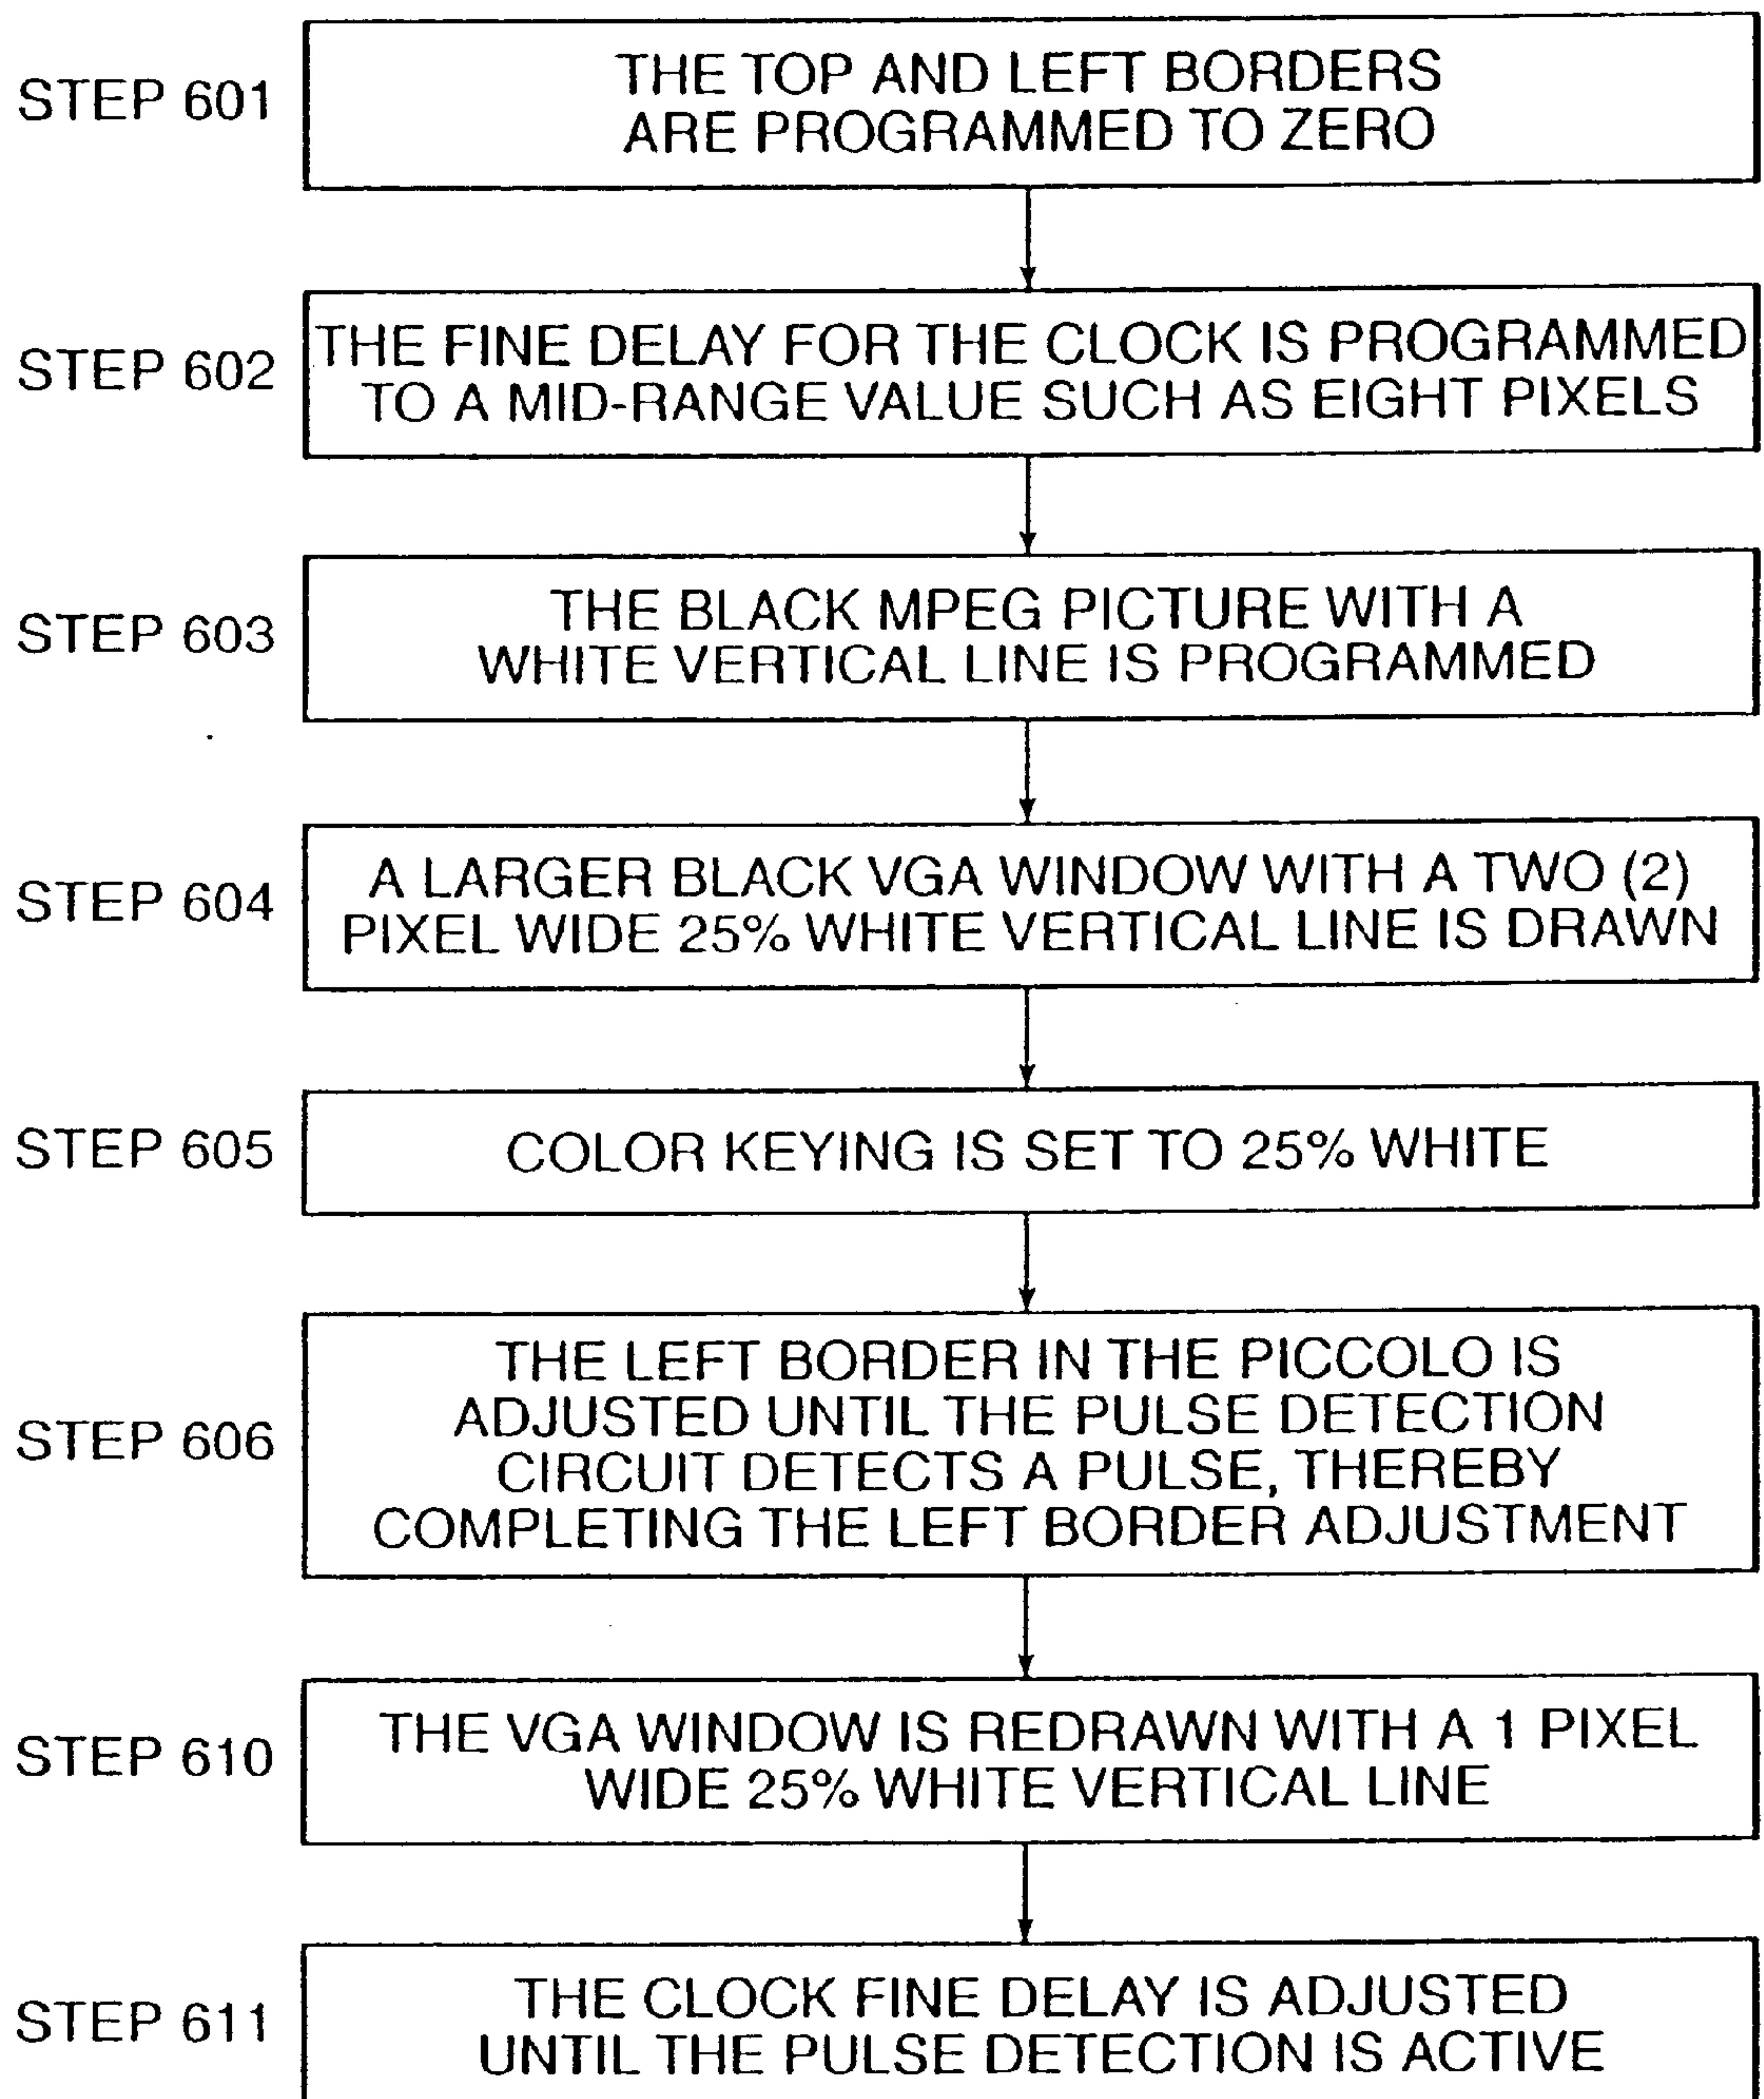 STEP 601
THE TOP AND LEFT BORDERS
ARE PROGRAMMED TO ZERO
STEP 602
THE FINE DELAY FOR THE CLOCK IS PROGRAMMED
TO A MID-RANGE VALUE SUCH AS EIGHT PIXELS
STEP 603
THE BLACK MPEG PICTURE WITH A
WHITE VERTICAL LINE IS PROGRAMMED
STEP 604
A LARGER BLACK VGA WINDOW WITH A TWO (2)
PIXEL WIDE 25% WHITE VERTICAL LINE IS DRAWN
STEP 605
COLOR KEYING IS SET TO 25% WHITE
STEP 606
THE LEFT BORDER IN THE PICCOLO IS
ADJUSTED UNTIL THE PULSE DETECTION
CIRCUIT DETECTS A PULSE, THEREBY
COMPLETING THE LEFT BORDER ADJUSTMENT
STEP 610
THE VGA WINDOW IS REDRAWN WITH A 1 PIXEL
WIDE 25% WHITE VERTICAL LINE
STEP 611
THE CLOCK FINE DELAY IS ADJUSTED
UNTIL THE PULSE DETECTION IS ACTIVE